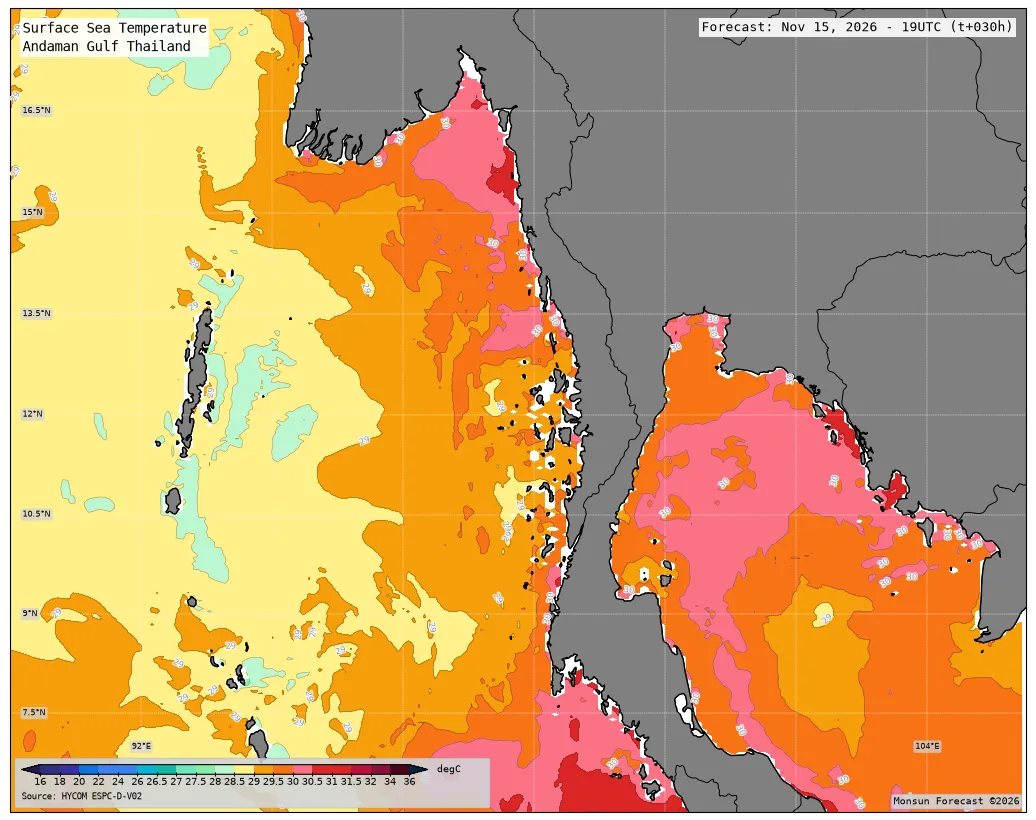 Surface Sea Temperature
Andaman Gulf Thailand
Forecast: Nov 15, 2026 - 19UTC (t+030h)
16.5°N
15°N
13.5°N
12°N
10.5°N
9°N
7.5°N
92°E
104°E
16 18 20 22 24 26 26.5 27 27.5 28 28.5 29 29.5 30 30.5 31 31.5 32 34 36
degC
Source: HYCOM ESPC-D-V02
Monsun Forecast ©2026